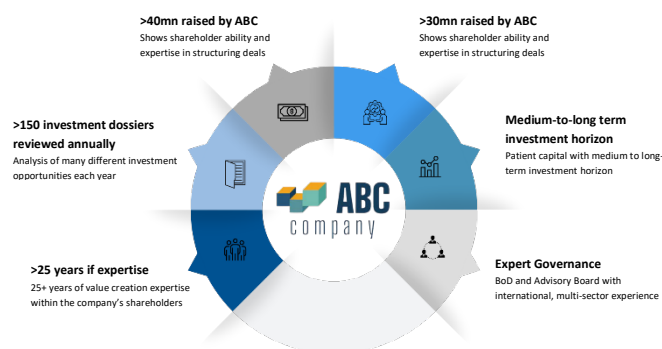 >40mn raised by ABC
Shows shareholder ability and
expertise in structuring deals
>30mn raised by ABC
Shows shareholder ability and
expertise in structuring deals
>150 investment dossiers
reviewed annually
Analysis of many different investment
opportunities each year
Medium-to-long term
investment horizon
Patient capital with medium to long-
term investment horizon
ABC
company
>25 years if expertise
25+ years of value creation expertise
within the company's shareholders
Expert Governance
BoD and Advisory Board with
international, multi-sector experience